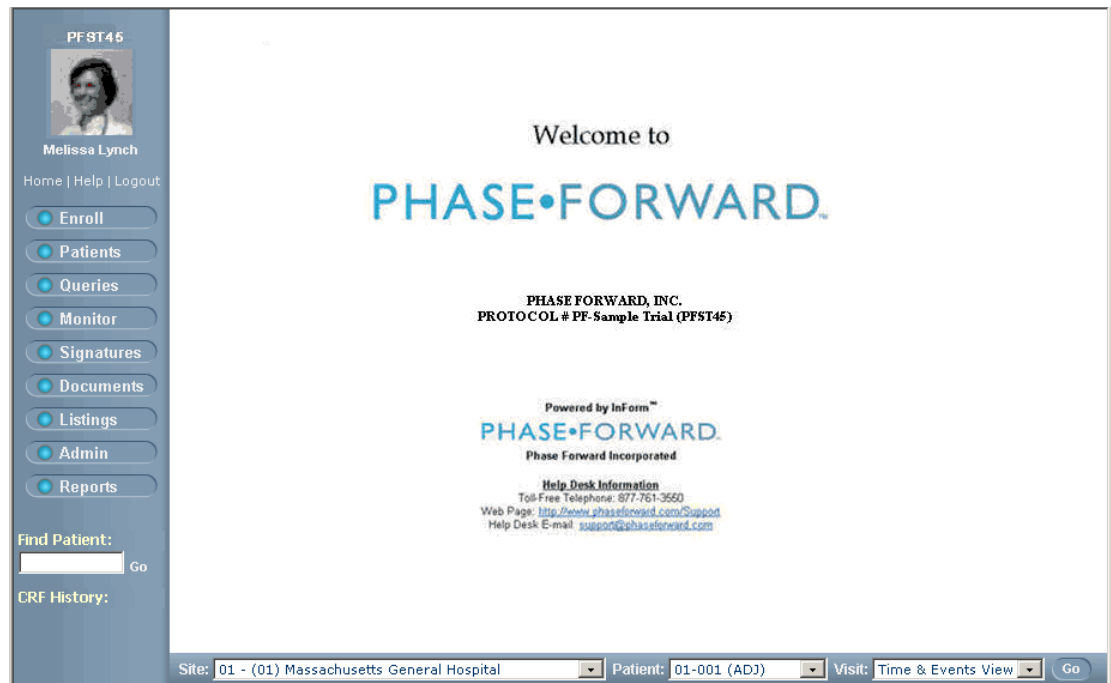 PFST45
Melissa Lynch
Home | Help | Logout
Enroll
Patients
Queries
Monitor
Signatures
Documents
Listings
Admin
Reports
Find Patient:
Go
CRF History:
Welcome to
PHASE•FORWARD™
PHASE FORWARD, INC.
PROTOCOL # PF-Sample Trial (PFST45)
Powered by InForm™
PHASE•FORWARD.
Phase Forward Incorporated
Help Desk Information
Toll-Free Telephone: 877-761-3550
Web Page: http://www.phaseforward.com/Support
Help Desk E-mail: support@phaseforward.com
Site: 01 - (01) Massachusetts General Hospital Patient: 01-001 (ADJ) Visit: Time & Events View Go